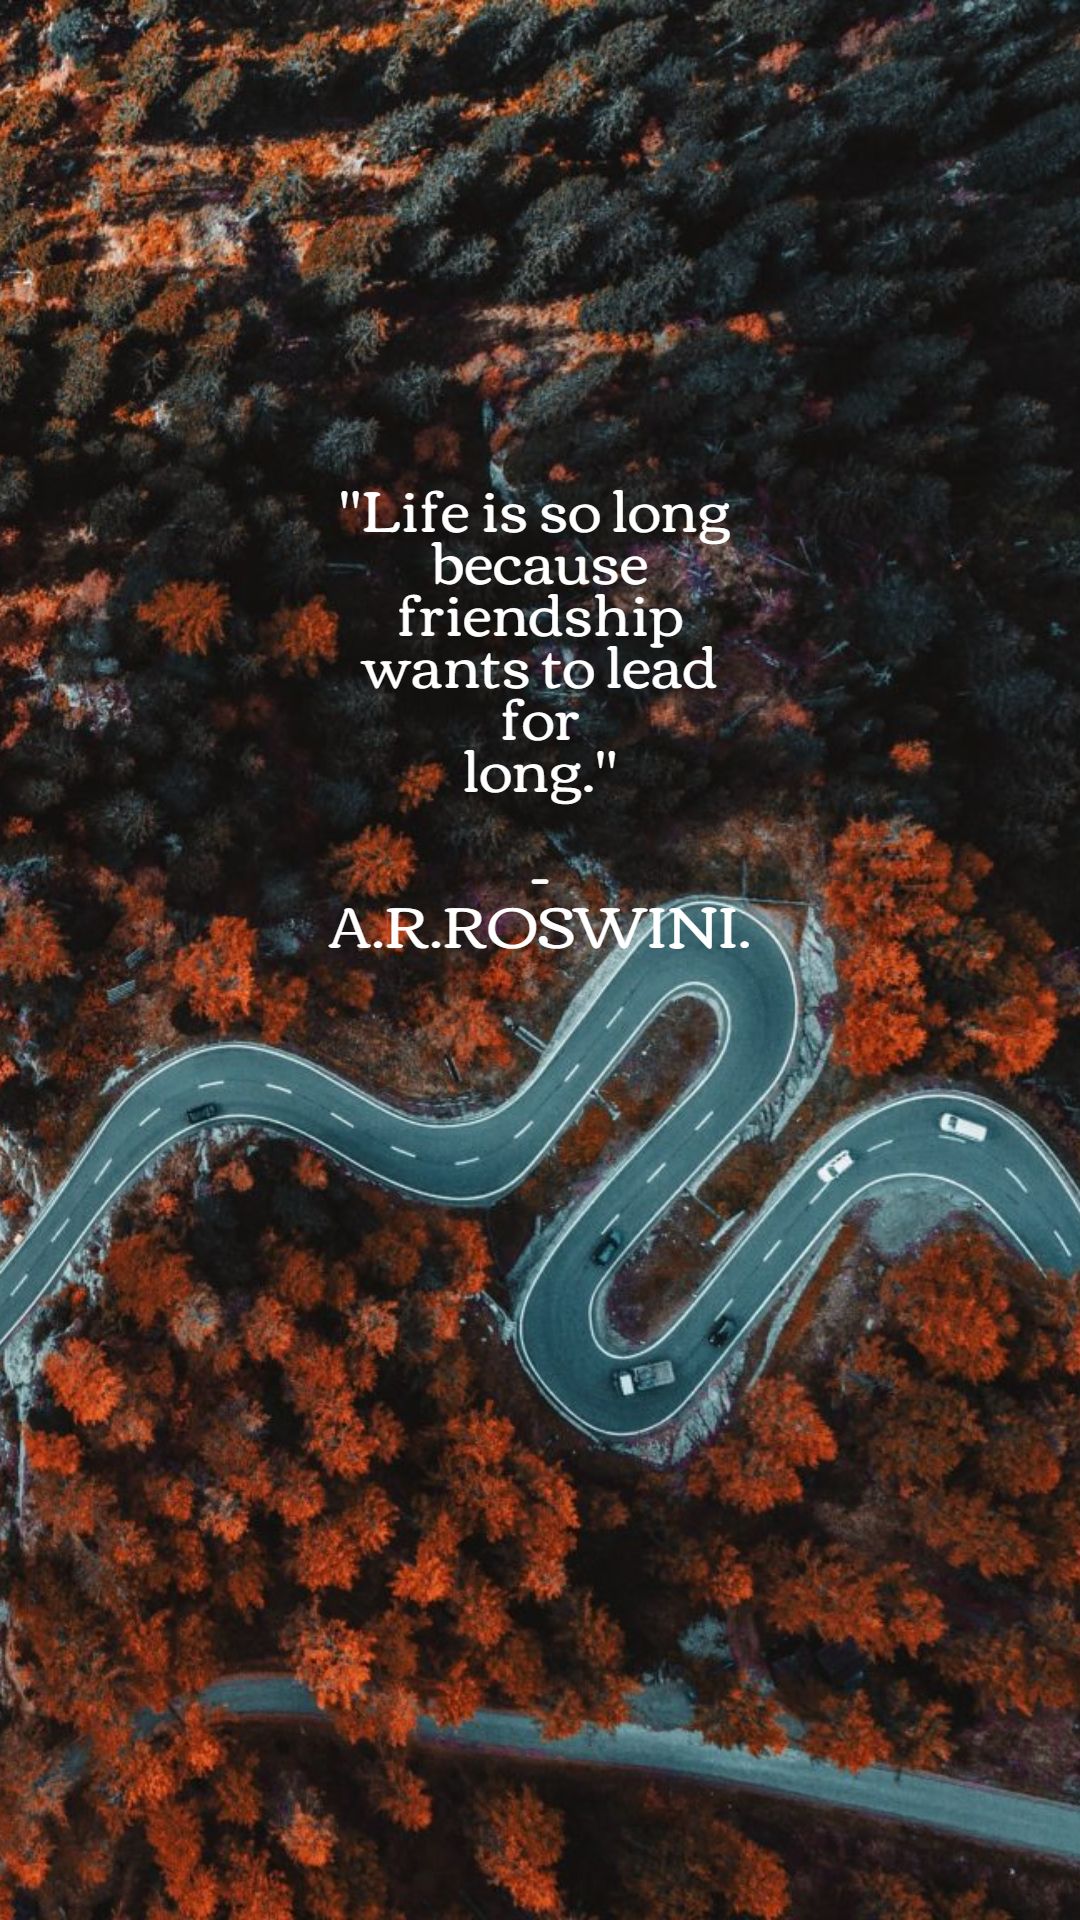 "Life is so long
because
friendship
wants to lead
for
long."
-
A.R.ROSWINI.